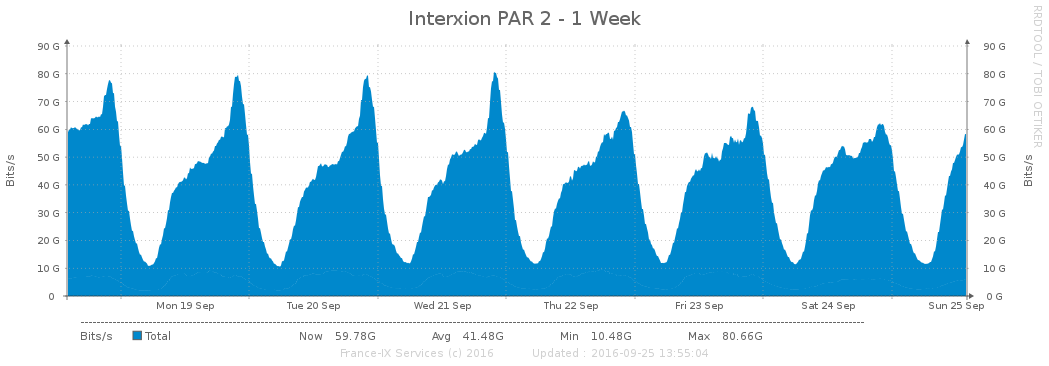 Interxion PAR 2 - 1 Week
RRDTOOL / TOBI OETIKER
90 G 90 G
80 G 80 G
70 G 70 G
60 G 60 G
50 G 50 G
40 G 40 G
30 G 30 G
20 G 20 G
10 G 10 G
0 0 G
Bits/s
Bits/s
Mon 19 Sep Tue 20 Sep Wed 21 Sep Thu 22 Sep Fri 23 Sep Sat 24 Sep Sun 25 Sep
Bits/s Total Now 59.78G Avg 41.48G Min 10.48G Max 80.66G
France-IX Services (c) 2016 Updated : 2016-09-25 13:55:04